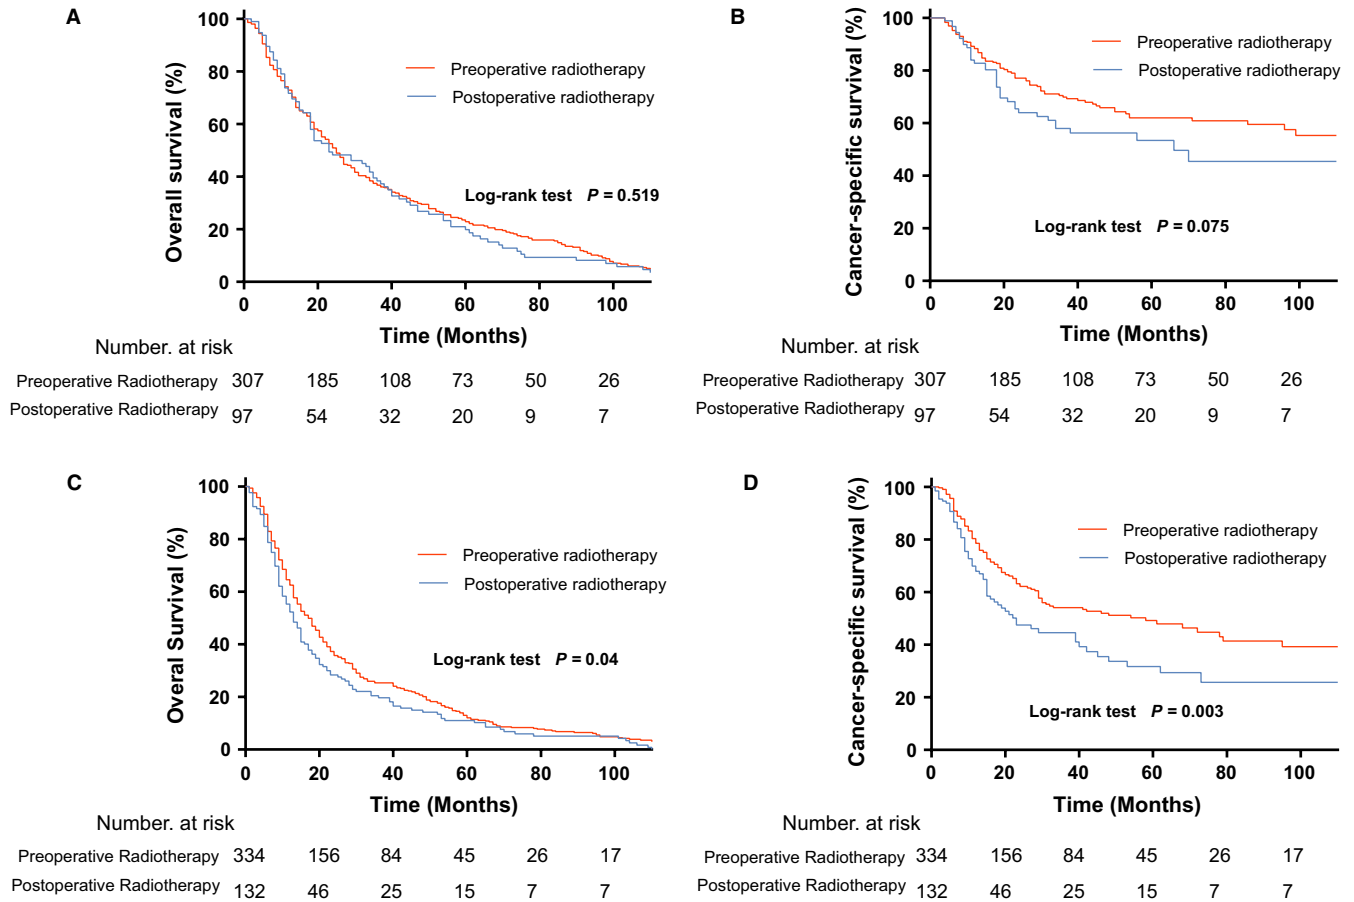 A
Overall survival (%)
100
80
60
40
20
0
Preoperative radiotherapy
Postoperative radiotherapy
Log-rank test P = 0.519
0 20 40 60 80 100
Time (Months)
Number. at risk
Preoperative Radiotherapy 307 185 108 73 50 26
Postoperative Radiotherapy 97 54 32 20 9 7
B
Cancer-specific survival (%)
100
80
60
40
20
0
Preoperative radiotherapy
Postoperative radiotherapy
Log-rank test P = 0.075
0 20 40 60 80 100
Time (Months)
Number. at risk
Preoperative Radiotherapy 307 185 108 73 50 26
Postoperative Radiotherapy 97 54 32 20 9 7
C
Overal Survival (%)
100
80
60
40
20
0
Preoperative radiotherapy
Postoperative radiotherapy
Log-rank test P = 0.04
0 20 40 60 80 100
Time (Months)
Number. at risk
Preoperative Radiotherapy 334 156 84 45 26 17
Postoperative Radiotherapy 132 46 25 15 7 7
D
Cancer-specific survival (%)
100
80
60
40
20
0
Preoperative radiotherapy
Postoperative radiotherapy
Log-rank test P = 0.003
0 20 40 60 80 100
Time (Months)
Number. at risk
Preoperative Radiotherapy 334 156 84 45 26 17
Postoperative Radiotherapy 132 46 25 15 7 7